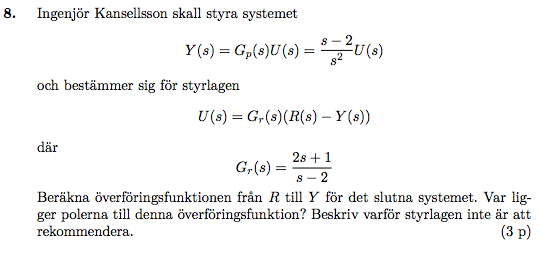 8. Ingenjör Kansellsson skall styra systemet
Y(s) = G_p(s)U(s) = \frac{s-2}{s^2}U(s)
och bestämmer sig för styrlagen
U(s) = G_r(s)(R(s) − Y(s))
där
G_r(s) = \frac{2s+1}{s-2}
Beräkna överföringsfunktionen från R till Y för det slutna systemet. Var lig-
ger polerna till denna överföringsfunktion? Beskriv varför styrlagen inte är att
rekommendera. (3 p)